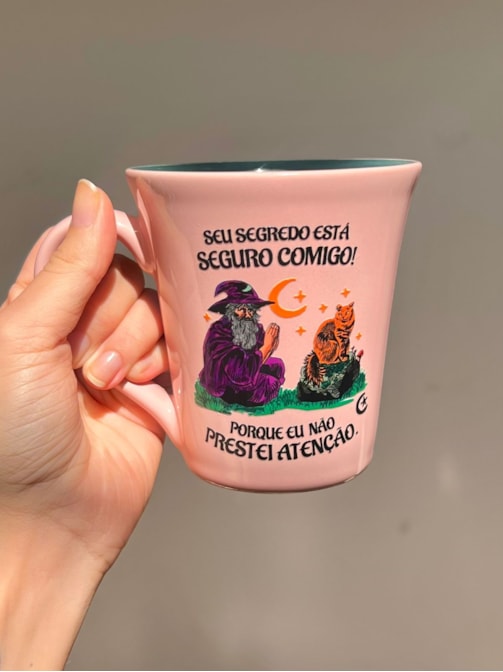 SEU SEGREDO ESTÁ
SEGURO COMIGO!
PORQUE EU NÃO
PRESTEI ATENÇÃO.